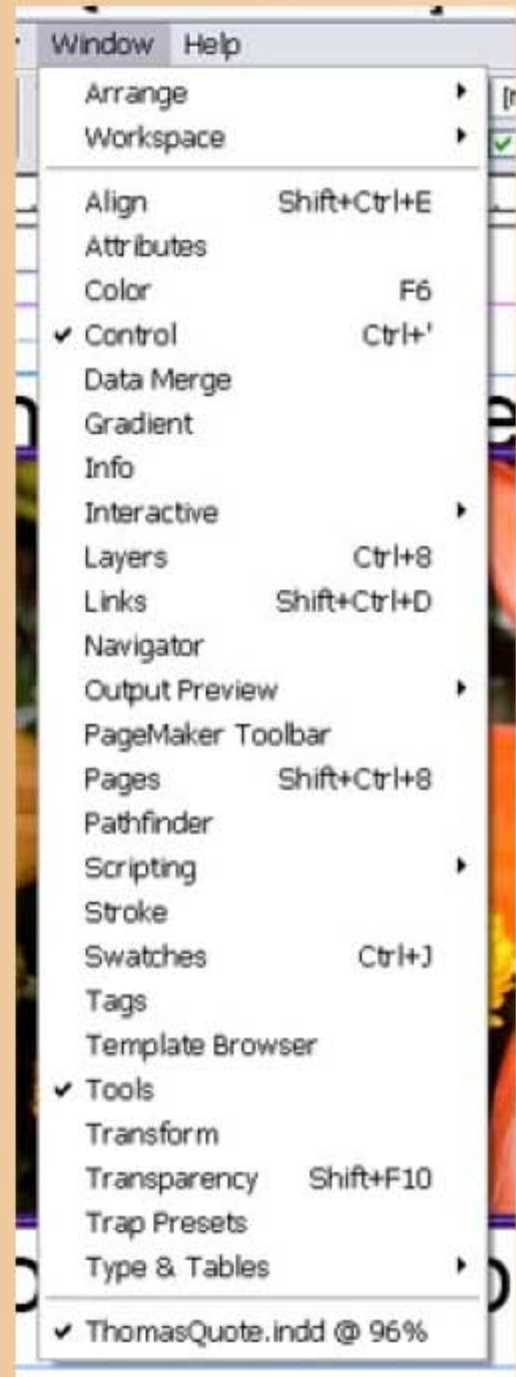 Window Help
Arrange
Workspace
Align Shift+Ctrl+E
Attributes
Color F6
Control Ctrl+'
Data Merge
Gradient
Info
Interactive
Layers Ctrl+8
Links Shift+Ctrl+D
Navigator
Output Preview
PageMaker Toolbar
Pages Shift+Ctrl+8
Pathfinder
Scripting
Stroke
Swatches Ctrl+J
Tags
Template Browser
Tools
Transform
Transparency Shift+F10
Trap Presets
Type & Tables
ThomasQuote.indd @ 96%